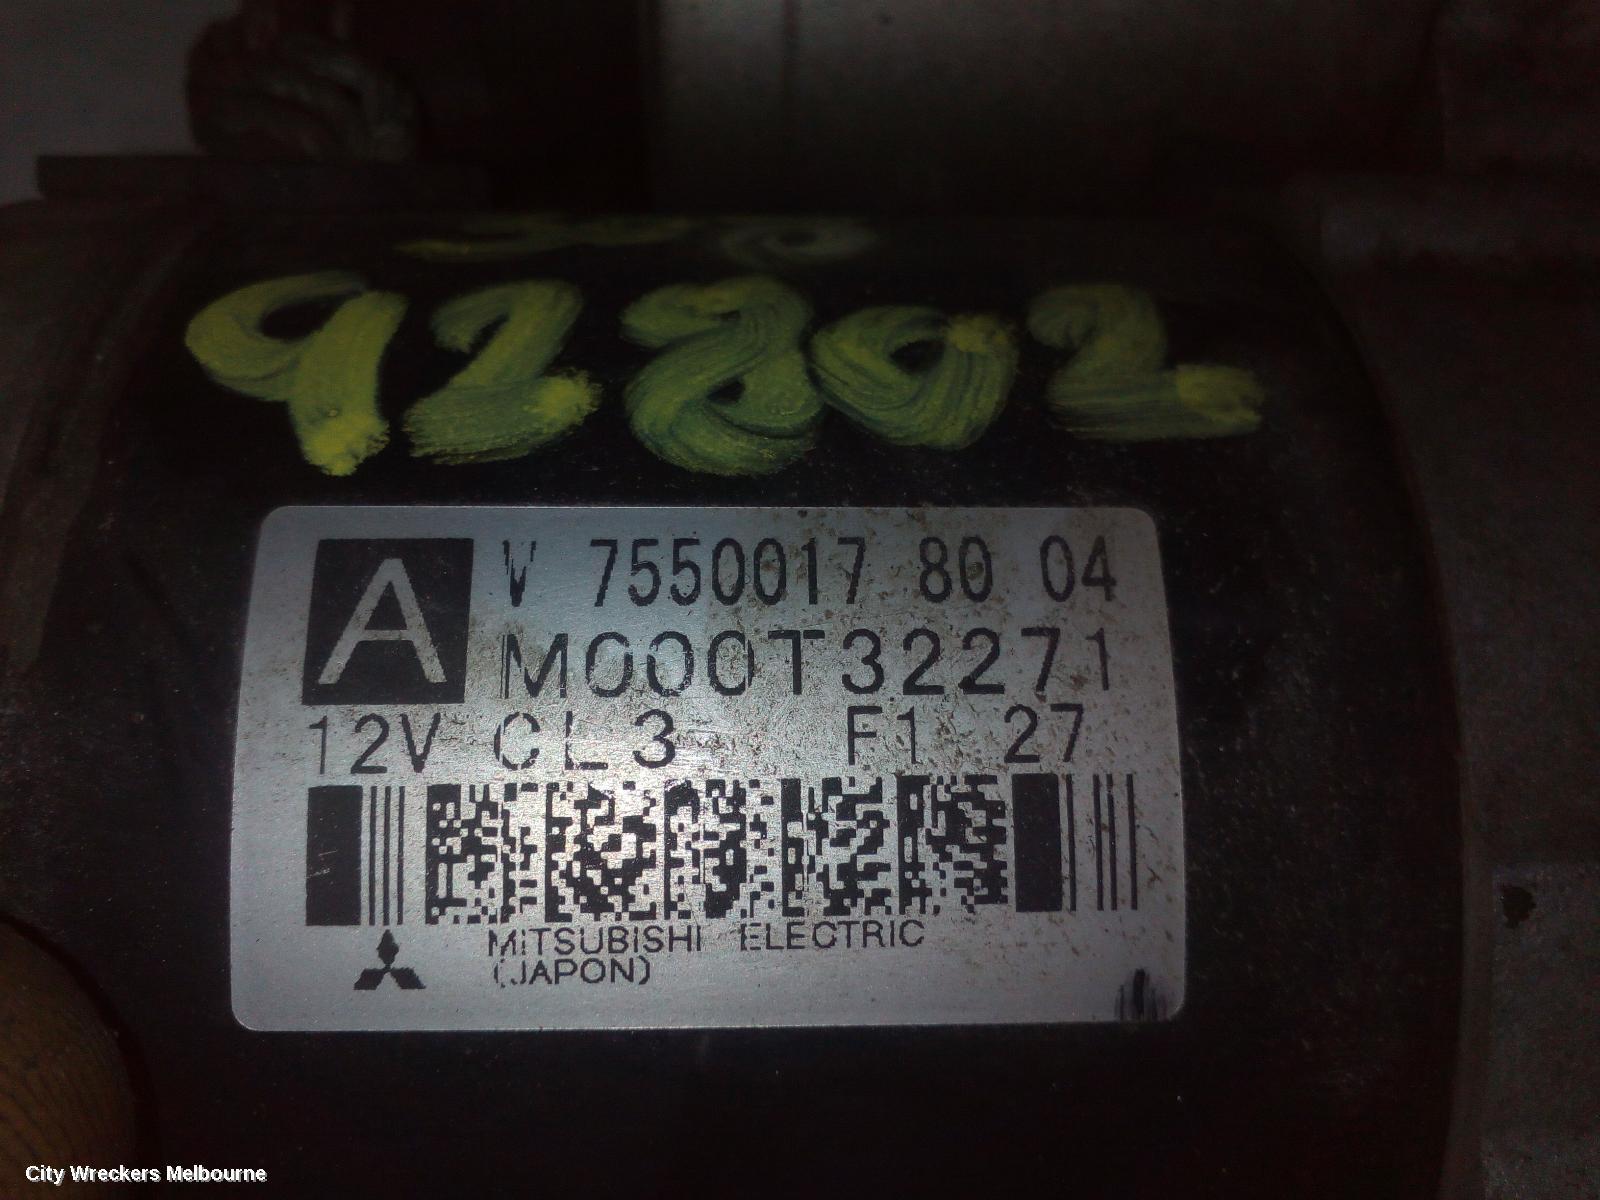 92802
A
V 7550017 80 04
M000T32271
12V CL3 F1 27
MITSUBISHI ELECTRIC
(JAPON)
City Wreckers Melbourne